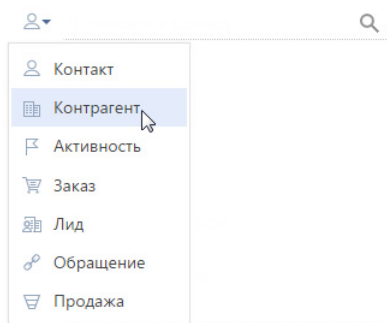 Контакт
Контрагент
Активность
Заказ
Лид
Обращение
Продажа